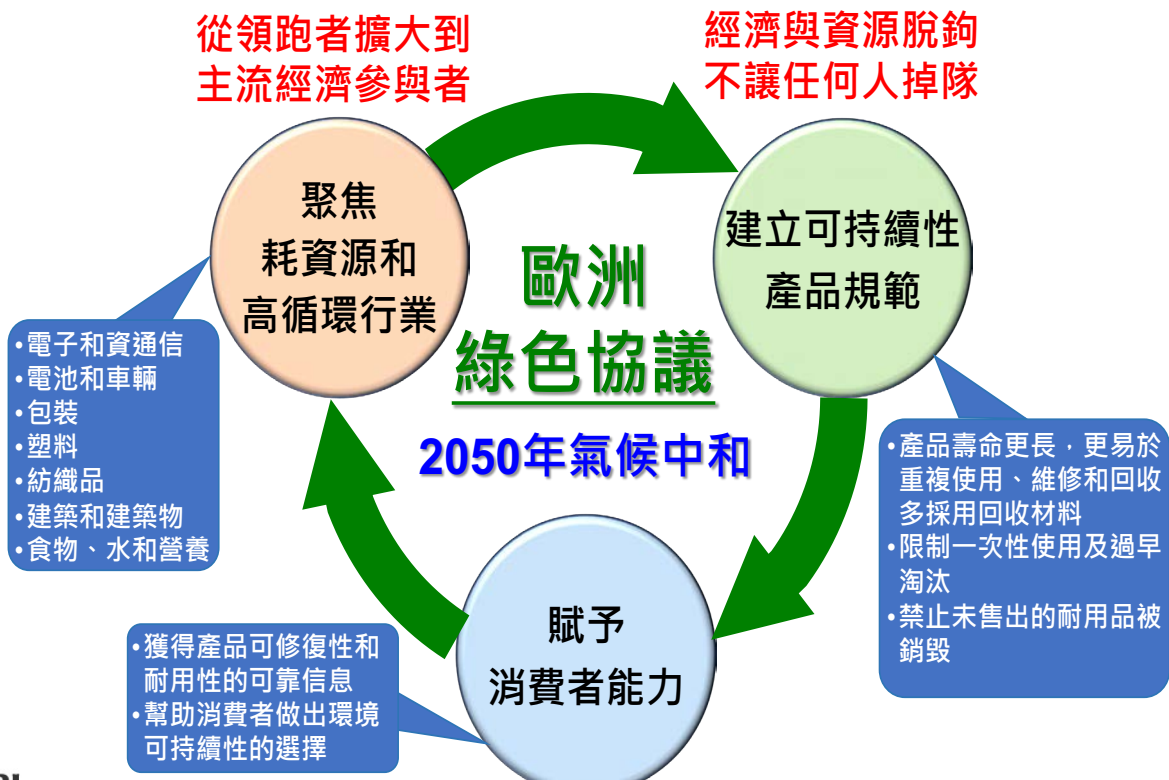 從領跑者擴大到
主流經濟參與者
經濟與資源脫鉤
不讓任何人掉隊
聚焦
耗資源和
高循環行業
建立可持續性
產品規範
歐洲
綠色協議
2050年氣候中和
•電子和資通信
•電池和車輛
•包裝
•塑料
•紡織品
•建築和建築物
•食物、水和營養
•產品壽命更長，更易於
重複使用、維修和回收
多採用回收材料
•限制一次性使用及過早
淘汰
•禁止未售出的耐用品被
銷毀
賦予
消費者能力
•獲得產品可修復性和
耐用性的可靠信息
•幫助消費者做出環境
可持續性的選擇